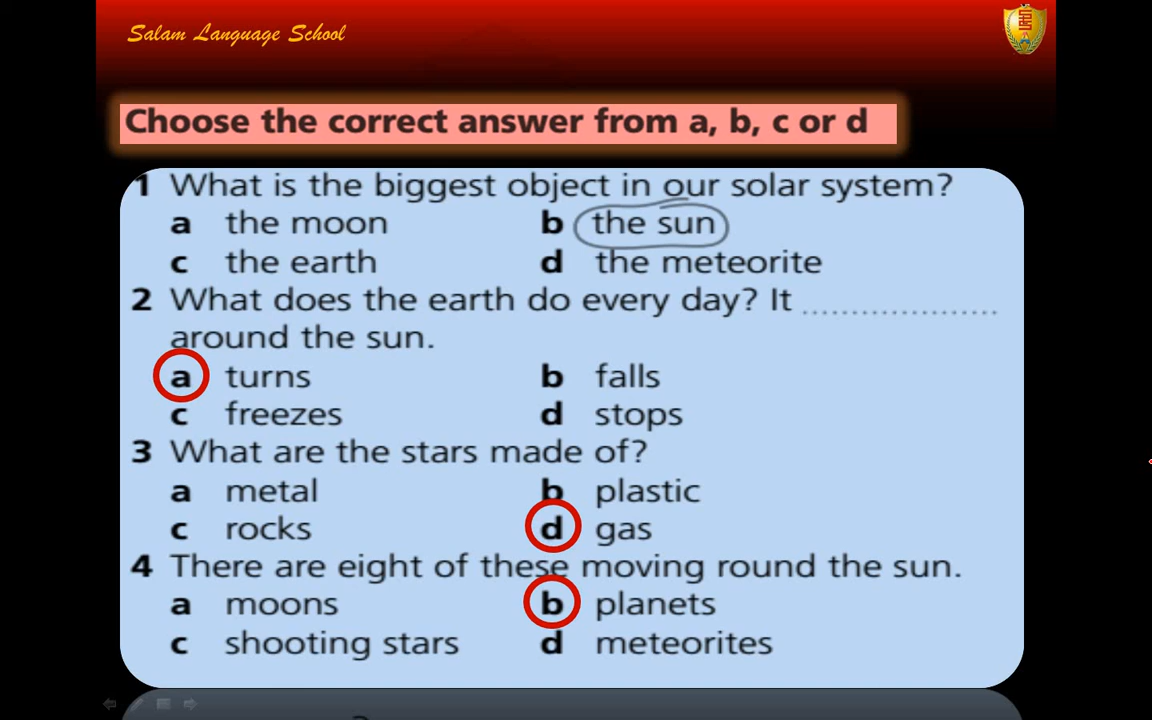 Salam Language School
Choose the correct answer from a, b, c or d
1 What is the biggest object in our solar system?
a the moon b the sun
c the earth d the meteorite
2 What does the earth do every day? It ....................
around the sun.
a turns b falls
c freezes d stops
3 What are the stars made of?
a metal b plastic
c rocks d gas
4 There are eight of these moving round the sun.
a moons b planets
c shooting stars d meteorites